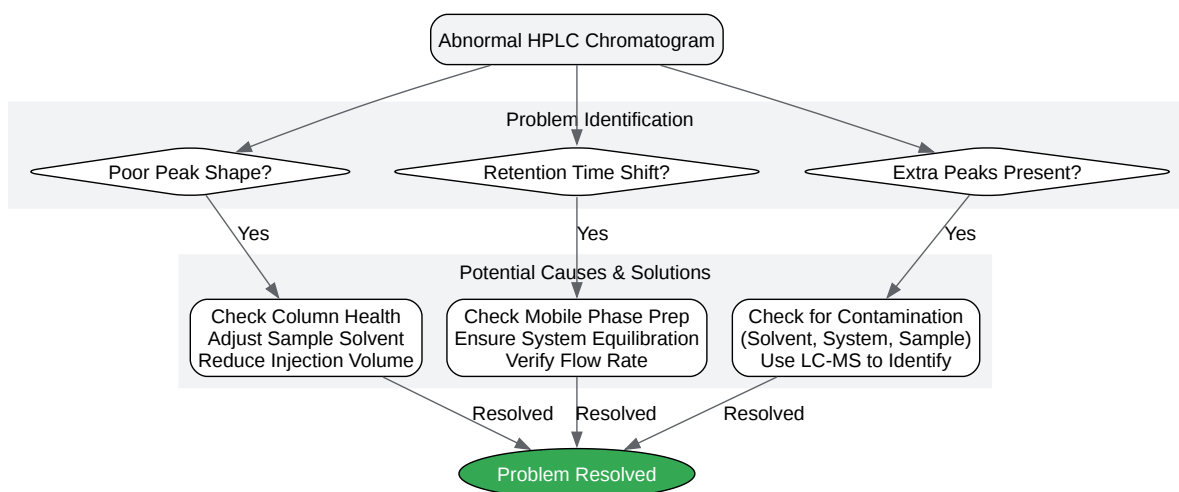 Abnormal HPLC Chromatogram
Problem Identification
Poor Peak Shape?
Retention Time Shift?
Extra Peaks Present?
Yes
Yes
Yes
Potential Causes & Solutions
Check Column Health
Adjust Sample Solvent
Reduce Injection Volume
Check Mobile Phase Prep
Ensure System Equilibration
Verify Flow Rate
Check for Contamination
(Solvent, System, Sample)
Use LC-MS to Identify
Resolved
Resolved
Resolved
Problem Resolved